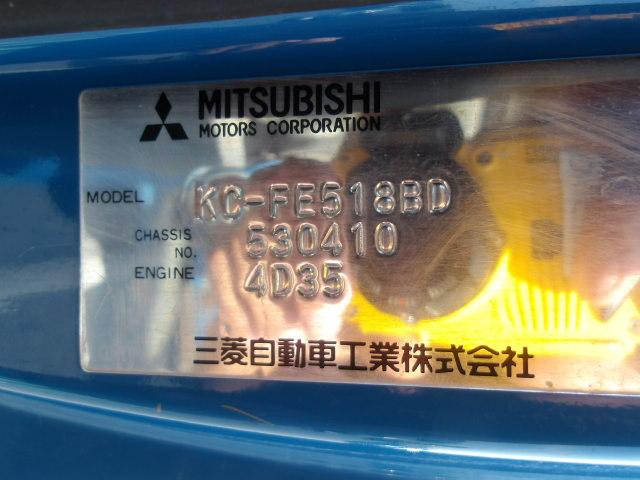 MITSUBISHI
MOTORS CORPORATION
MODEL KC-FE518BD
CHASSIS NO. 530410
ENGINE 4D35
三菱自動車工業株式会社